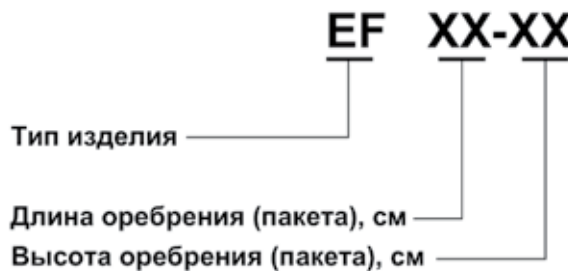 EF XX-XX
Тип изделия
Длина оребрения (пакета), см
Высота оребрения (пакета), см